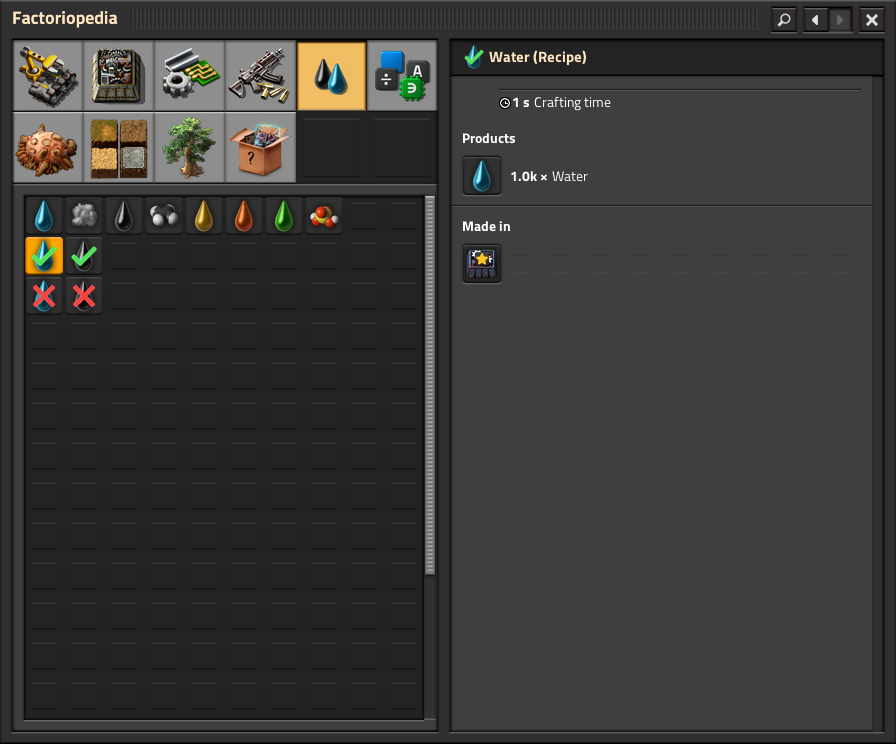 Factoriopedia
A
÷
Э
?
Water (Recipe)
1 s Crafting time
Products
1.0k × Water
Made in